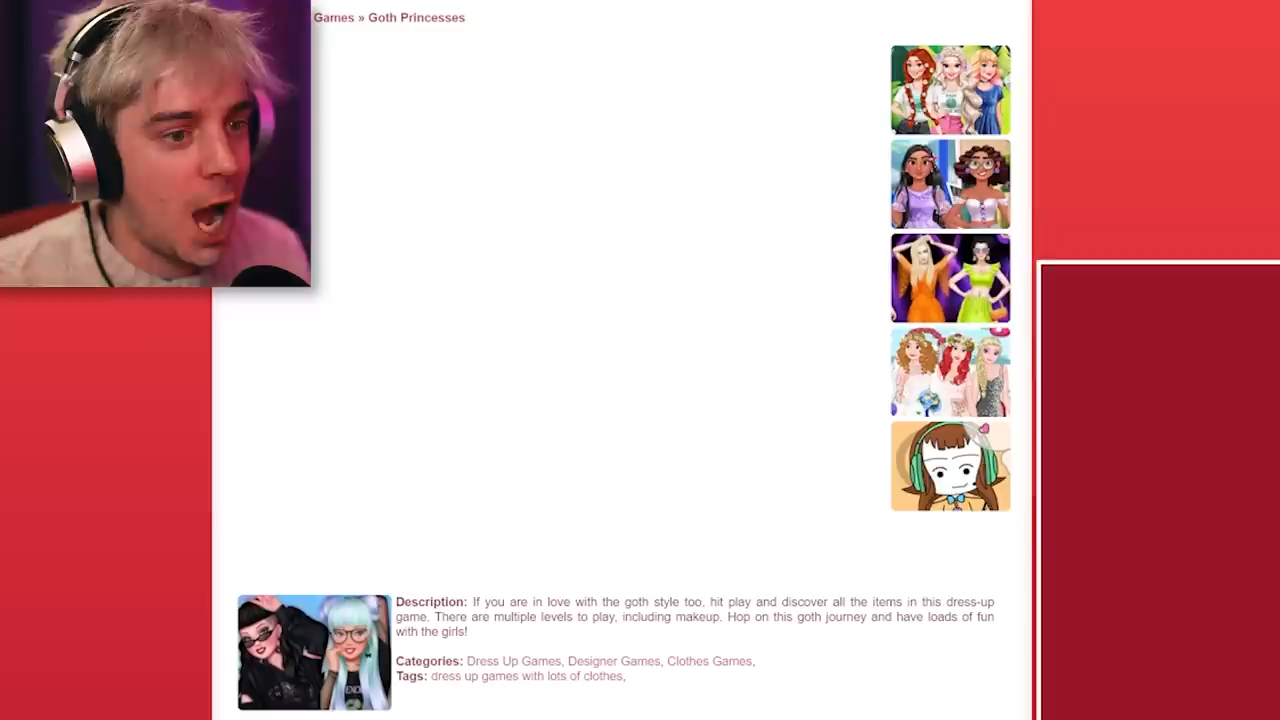 Games » Goth Princesses
Description: If you are in love with the goth style too, hit play and discover all the items in this dress-up
game. There are multiple levels to play, including makeup. Hop on this goth journey and have loads of fun
with the girls!
Categories: Dress Up Games, Designer Games, Clothes Games,
Tags: dress up games with lots of clothes,